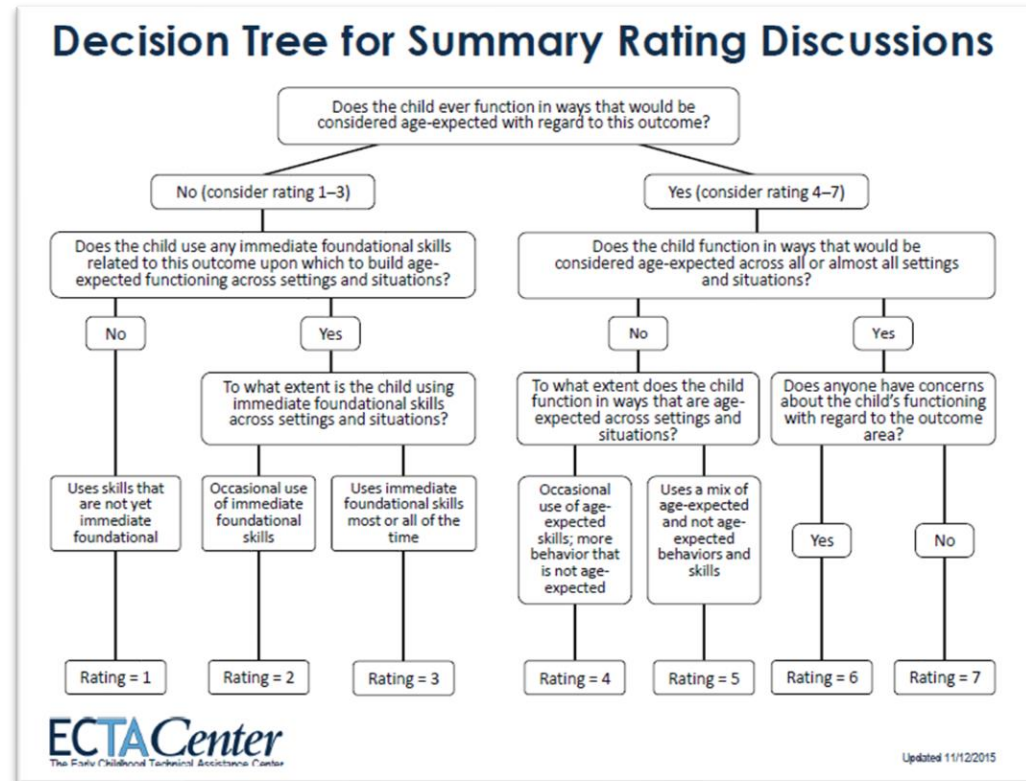 Decision Tree for Summary Rating Discussions
Does the child ever function in ways that would be
considered age-expected with regard to this outcome?
No (consider rating 1–3)
Yes (consider rating 4–7)
Does the child use any immediate foundational skills
related to this outcome upon which to build age-
expected functioning across settings and situations?
Does the child function in ways that would be
considered age-expected across all or almost all settings
and situations?
No
Yes
No
Yes
To what extent is the child using
immediate foundational skills
across settings and situations?
To what extent does the child
function in ways that are age-
expected across settings and
situations?
Does anyone have concerns
about the child's functioning
with regard to the outcome
area?
Uses skills that
are not yet
immediate
foundational
Occasional use
of immediate
foundational
skills
Uses immediate
foundational skills
most or all of the
time
Occasional
use of age-
expected
skills; more
behavior that
is not age-
expected
Uses a mix of
age-expected
and not age-
expected
behaviors and
skills
Yes
No
Rating = 1
Rating = 2
Rating = 3
Rating = 4
Rating = 5
Rating = 6
Rating = 7
ECTACenter
The Early Childhood Technical Assistance Center
Updated 11/12/2015